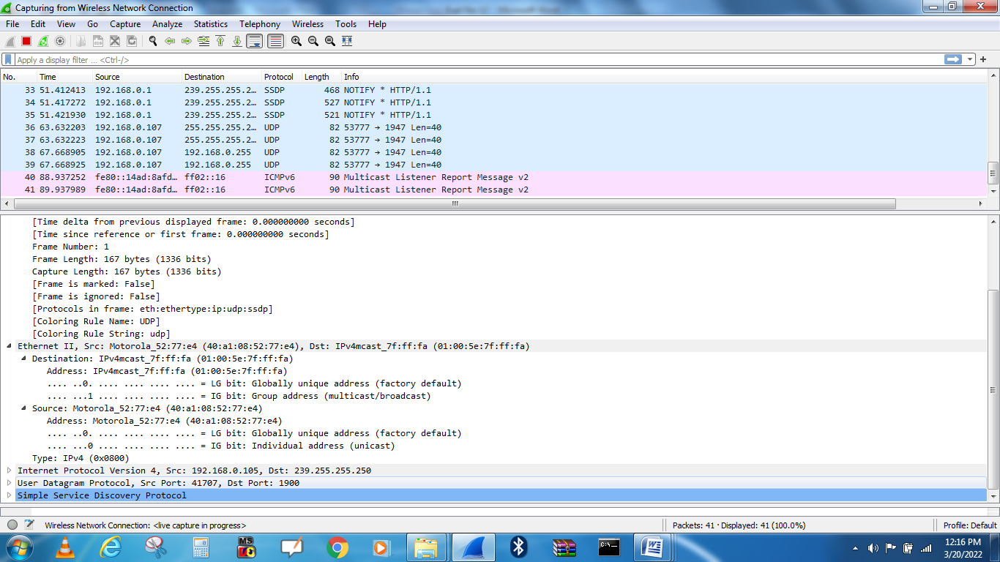 Capturing from Wireless Network Connection
File Edit View Go Capture Analyze Statistics Telephony Wireless Tools Help
Apply a display filter ... <Ctrl-/>
No. Time Source Destination Protocol Length Info
33 51.412413 192.168.0.1 239.255.255.2… SSDP 468 NOTIFY * HTTP/1.1
34 51.417272 192.168.0.1 239.255.255.2… SSDP 527 NOTIFY * HTTP/1.1
35 51.421930 192.168.0.1 239.255.255.2… SSDP 521 NOTIFY * HTTP/1.1
36 63.632203 192.168.0.107 255.255.255.2… UDP 82 53777 → 1947 Len=40
37 63.632223 192.168.0.107 255.255.255.2… UDP 82 53777 → 1947 Len=40
38 67.668905 192.168.0.107 192.168.0.255 UDP 82 53777 → 1947 Len=40
39 67.668925 192.168.0.107 192.168.0.255 UDP 82 53777 → 1947 Len=40
40 88.937252 fe80::14ad:8afd… ff02::16 ICMPv6 90 Multicast Listener Report Message v2
41 89.937989 fe80::14ad:8afd… ff02::16 ICMPv6 90 Multicast Listener Report Message v2
[Time delta from previous displayed frame: 0.000000000 seconds]
[Time since reference or first frame: 0.000000000 seconds]
Frame Number: 1
Frame Length: 167 bytes (1336 bits)
Capture Length: 167 bytes (1336 bits)
[Frame is marked: False]
[Frame is ignored: False]
[Protocols in frame: eth:ethertype:ip:udp:ssdp]
[Coloring Rule Name: UDP]
[Coloring Rule String: udp]
Ethernet II, Src: Motorola_52:77:e4 (40:a1:08:52:77:e4), Dst: IPv4mcast_7f:ff:fa (01:00:5e:7f:ff:fa)
Destination: IPv4mcast_7f:ff:fa (01:00:5e:7f:ff:fa)
Address: IPv4mcast_7f:ff:fa (01:00:5e:7f:ff:fa)
.... ..0. .... .... .... .... = LG bit: Globally unique address (factory default)
.... ...1 .... .... .... .... = IG bit: Group address (multicast/broadcast)
Source: Motorola_52:77:e4 (40:a1:08:52:77:e4)
Address: Motorola_52:77:e4 (40:a1:08:52:77:e4)
.... ..0. .... .... .... .... = LG bit: Globally unique address (factory default)
.... ...0 .... .... .... .... = IG bit: Individual address (unicast)
Type: IPv4 (0x0800)
Internet Protocol Version 4, Src: 192.168.0.105, Dst: 239.255.255.250
User Datagram Protocol, Src Port: 41707, Dst Port: 1900
Simple Service Discovery Protocol
Wireless Network Connection: <live capture in progress> Packets: 41 · Displayed: 41 (100.0%) Profile: Default
MS
C:\_
W
12:16 PM
3/20/2022